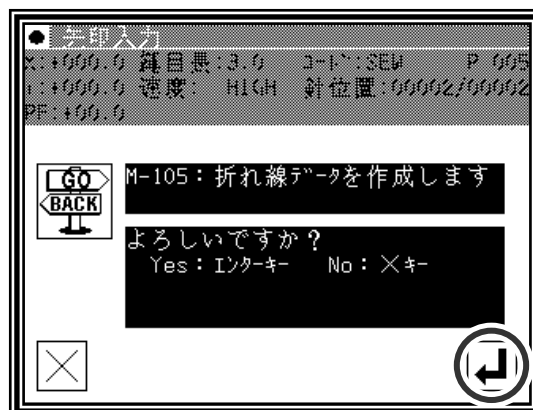 矢印入力
X:+000.0 縫目長:3.0 コード:SEW P 005
Y:+000.0 速度: HIGH 針位置:00002/00002
PF:+00.0
GO
BACK
M-105:折れ線データを作成します
よろしいですか?
Yes:エンターキー No:×キー